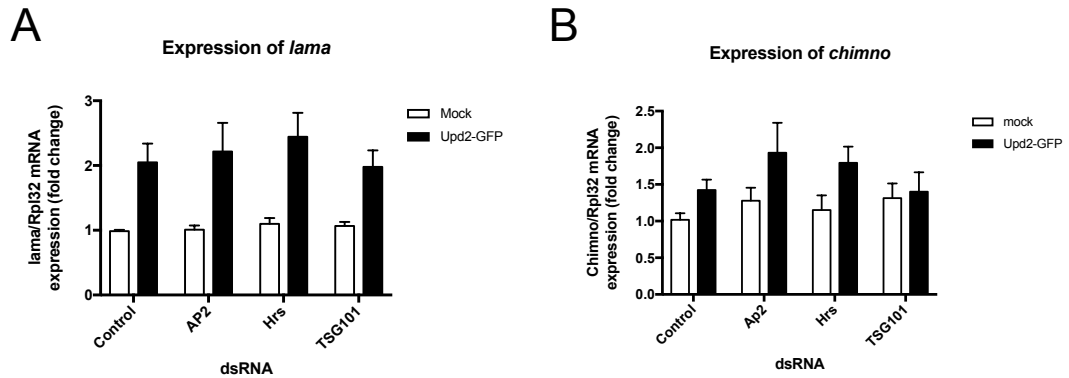 A
Expression of lama
lama/Rpl32 mRNA
expression (fold change)
3
2
1
0
Control
AP2
Hrs
TSG101
dsRNA
Mock
Upd2-GFP
B
Expression of chimno
Chimno/Rpl32 mRNA
expression (fold change)
2.5
2.0
1.5
1.0
0.5
0.0
Control
Ap2
Hrs
TSG101
dsRNA
mock
Upd2-GFP